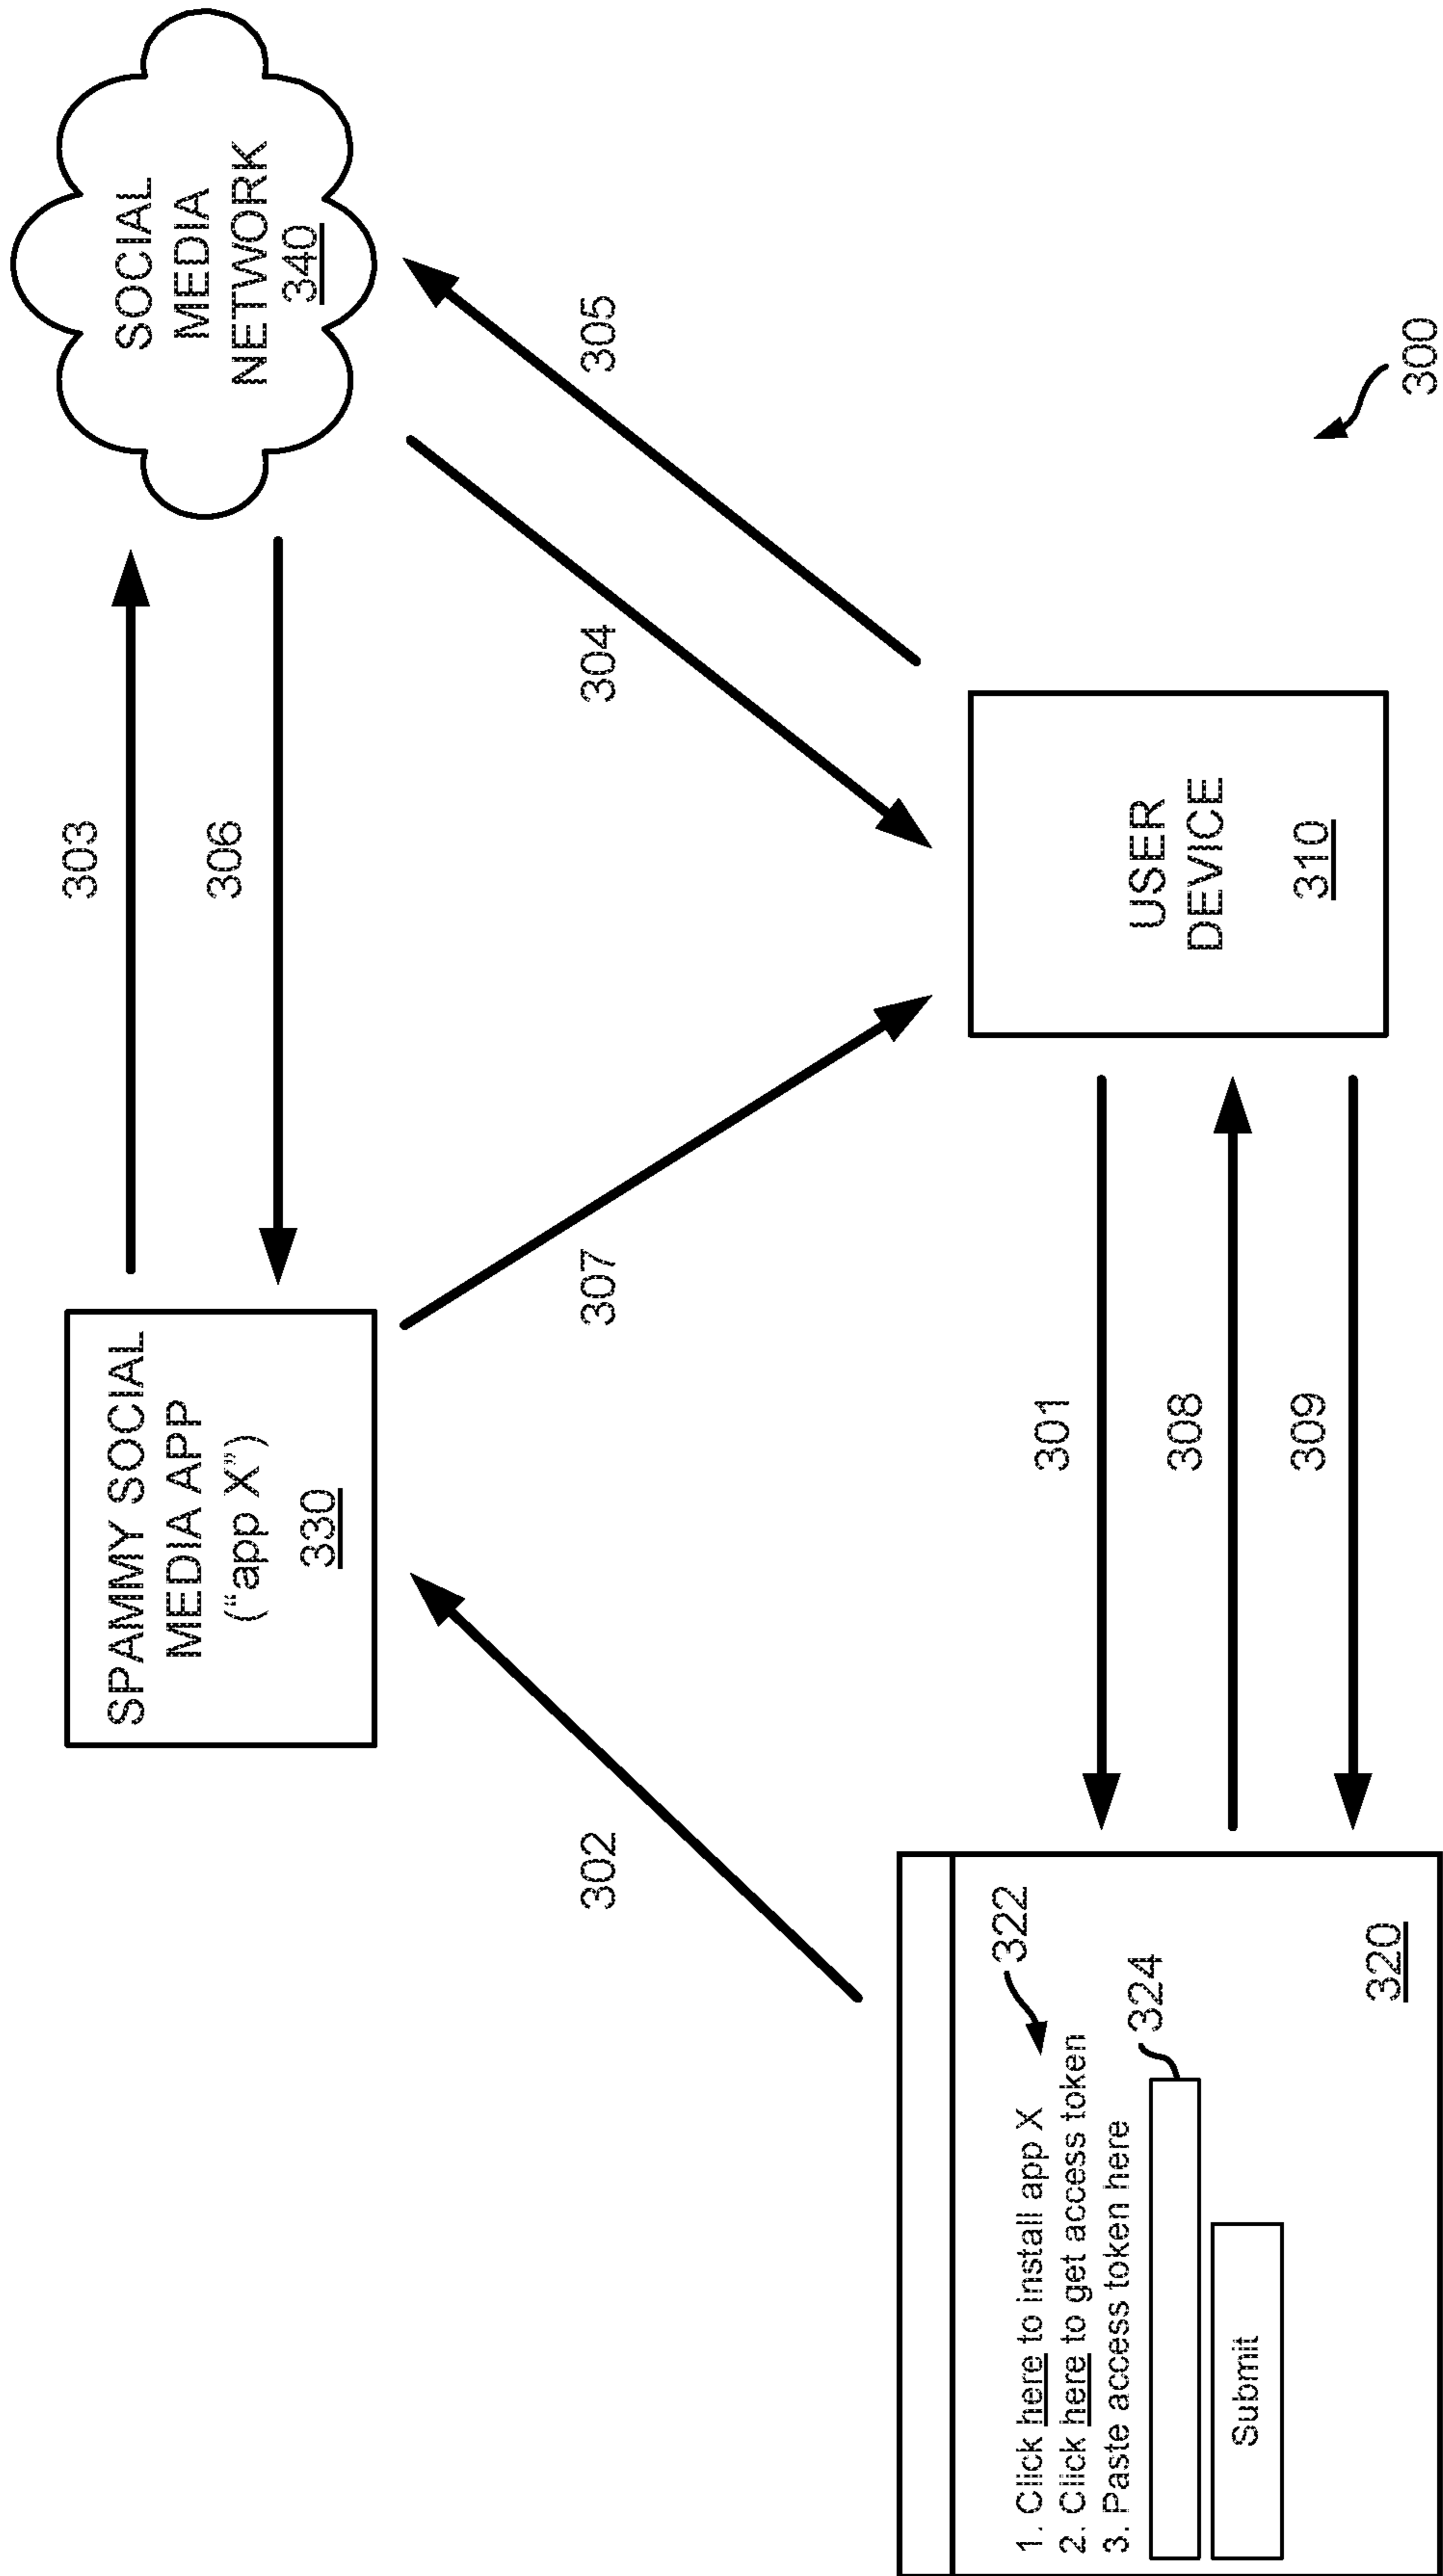 SPAMMY SOCIAL
MEDIA APP
(“app X”)
330
303
306
SOCIAL
MEDIA
NETWORK
340
302
307
304
305
1. Click here to install app X
2. Click here to get access token
3. Paste access token here
Submit
322
324
320
301
308
309
USER
DEVICE
310
300